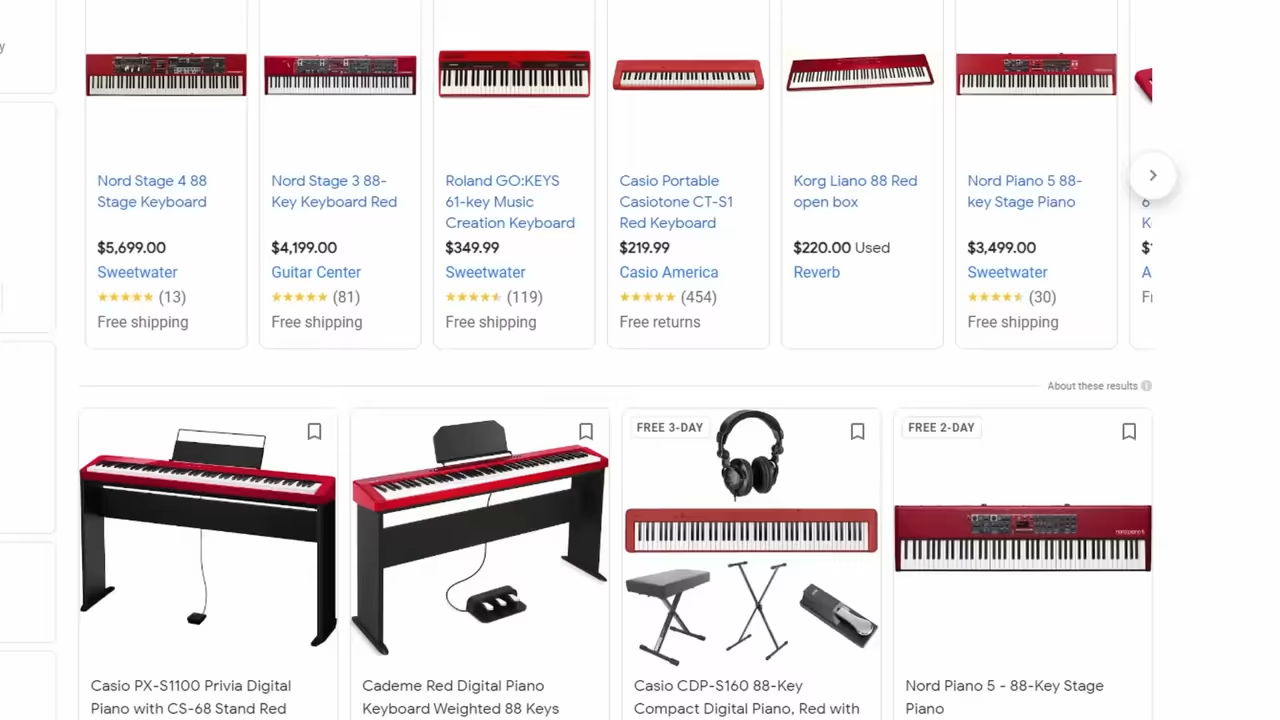 y
Nord Stage 4 88
Stage Keyboard
$5,699.00
Sweetwater
(13)
Free shipping
Nord Stage 3 88-
Key Keyboard Red
$4,199.00
Guitar Center
(81)
Free shipping
Roland GO:KEYS
61-key Music
Creation Keyboard
$349.99
Sweetwater
(119)
Free shipping
Casio Portable
Casiotone CT-S1
Red Keyboard
$219.99
Casio America
(454)
Free returns
Korg Liano 88 Red
open box
$220.00 Used
Reverb
Nord Piano 5 88-
key Stage Piano
$3,499.00
Sweetwater
(30)
Free shipping
About these results
Casio PX-S1100 Privia Digital
Piano with CS-68 Stand Red
Cademe Red Digital Piano
Keyboard Weighted 88 Keys
FREE 3-DAY
Casio CDP-S160 88-Key
Compact Digital Piano, Red with
FREE 2-DAY
Nord Piano 5 - 88-Key Stage
Piano